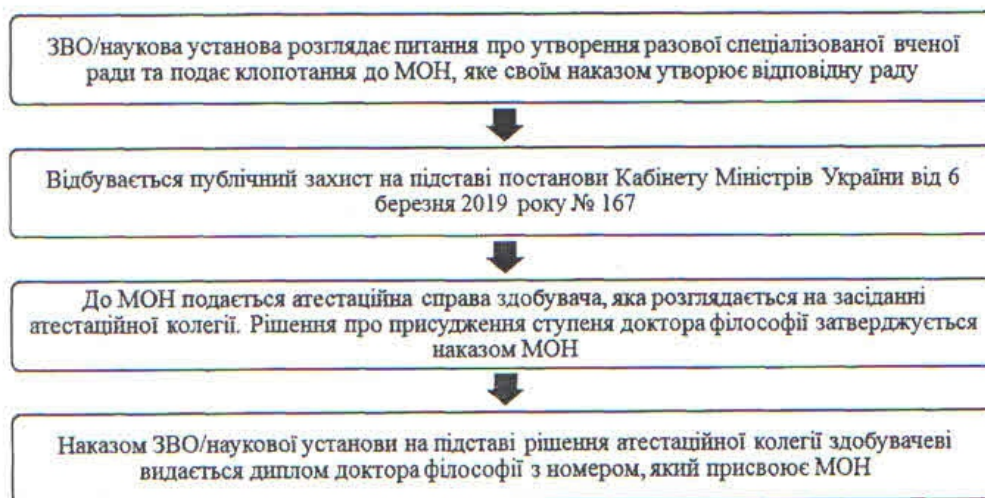 ЗВО/наукова установа розглядає питання про утворення разової спеціалізованої вченої
ради та подає клопотання до МОН, яке своїм наказом утворює відповідну раду
Відбувається публічний захист на підставі постанови Кабінету Міністрів України від 6
березня 2019 року № 167
До МОН подається атестаційна справа здобувача, яка розглядається на засіданні
атестаційної колегії. Рішення про присудження ступеня доктора філософії затверджується
наказом МОН
Наказом ЗВО/наукової установи на підставі рішення атестаційної колегії здобувачеві
видається диплом доктора філософії з номером, який присвоює МОН